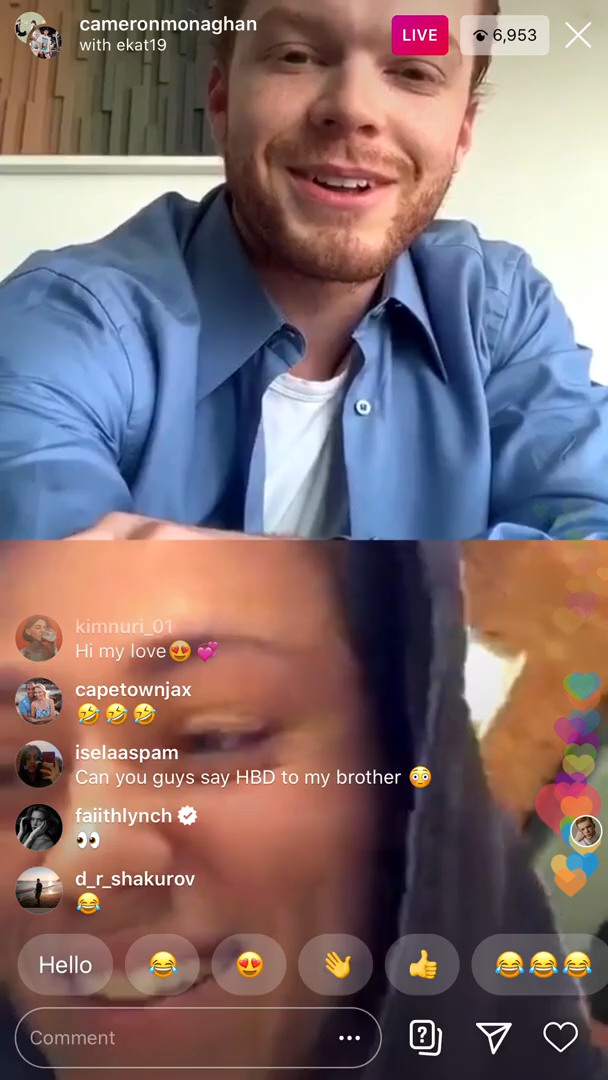 cameronmonaghan
with ekat19
LIVE
6,953
kimnuri_01
Hi my love😍 💞
capetownjax
🤣 🤣 🤣
iselaaspam
Can you guys say HBD to my brother 😳
faiithlynch
👀
d_r_shakurov
😂
Hello
😂
😍
👋
👍
😂 😂 😂
Comment